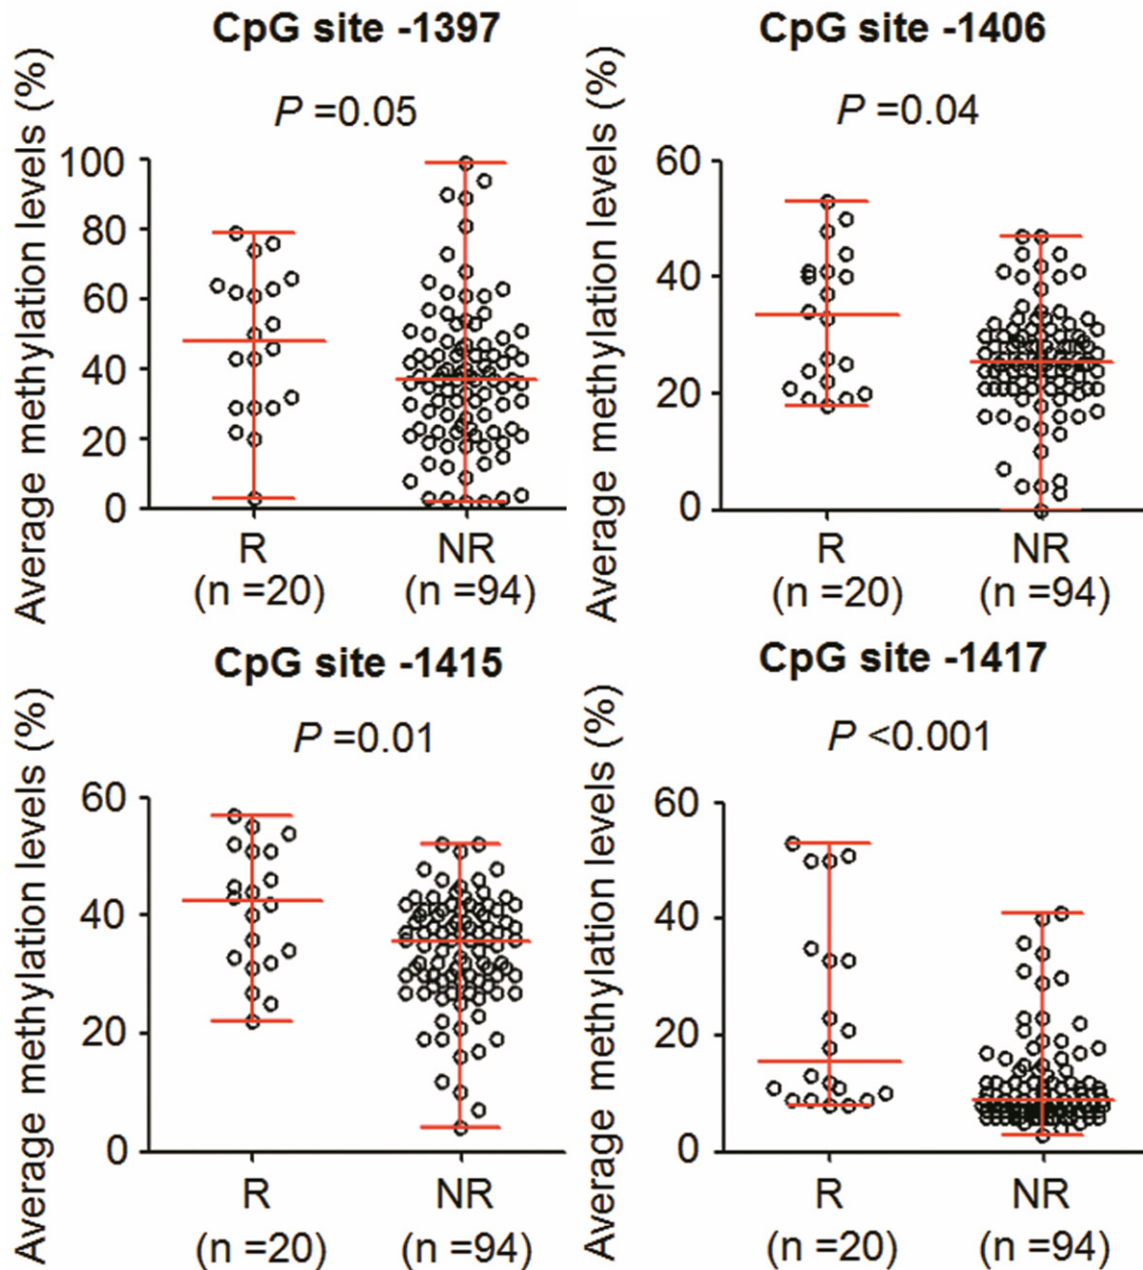 CpG site -1397
P =0.05
Average methylation levels (%)
100
80
60
40
20
0
R
NR
(n =20)
(n =94)
CpG site -1406
P =0.04
Average methylation levels (%)
60
40
20
0
R
NR
(n =20)
(n =94)
CpG site -1415
P =0.01
Average methylation levels (%)
60
40
20
0
R
NR
(n =20)
(n =94)
CpG site -1417
P <0.001
Average methylation levels (%)
60
40
20
0
R
NR
(n =20)
(n =94)